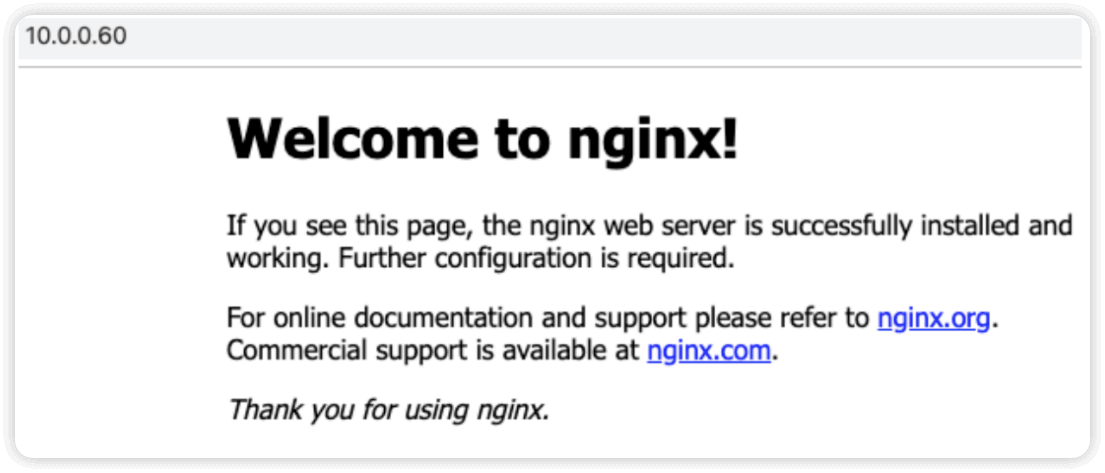 10.0.0.60
Welcome to nginx!
If you see this page, the nginx web server is successfully installed and
working. Further configuration is required.
For online documentation and support please refer to nginx.org.
Commercial support is available at nginx.com.
Thank you for using nginx.